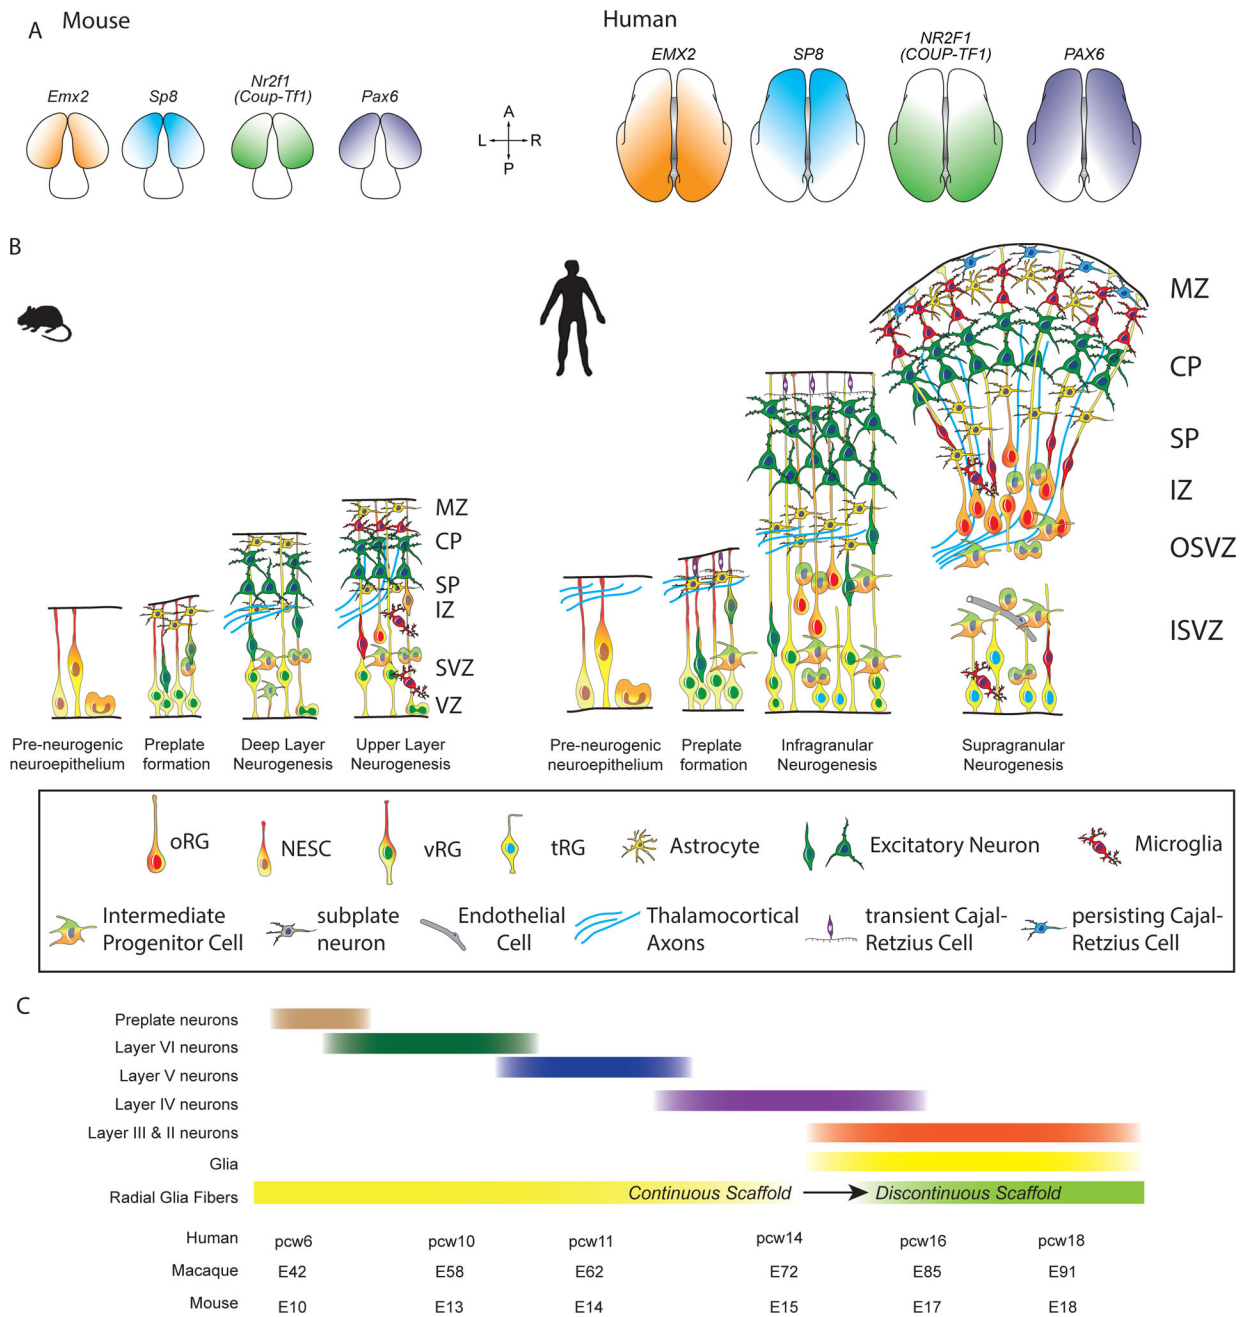 A
Mouse
Human
Emx2
Sp8
Nr2f1
(Coup-Tf1)
Pax6
A
L
R
P
EMX2
SP8
NR2F1
(COUP-TF1)
PAX6
B
MZ
CP
SP
IZ
SVZ
VZ
MZ
CP
SP
IZ
OSVZ
ISVZ
Pre-neurogenic
neuroepithelium
Preplate
formation
Deep Layer
Neurogenesis
Upper Layer
Neurogenesis
Pre-neurogenic
neuroepithelium
Preplate
formation
Infragranular
Neurogenesis
Supragranular
Neurogenesis
oRG
NESC
vRG
tRG
Astrocyte
Excitatory Neuron
Microglia
Intermediate
Progenitor Cell
subplate
neuron
Endothelial
Cell
Thalamocortical
Axons
transient Cajal-
Retzius Cell
persisting Cajal-
Retzius Cell
C
Preplate neurons
Layer VI neurons
Layer V neurons
Layer IV neurons
Layer III & II neurons
Glia
Radial Glia Fibers
Continuous Scaffold
Discontinuous Scaffold
Human pcw6 pcw10 pcw11 pcw14 pcw16 pcw18
Macaque E42 E58 E62 E72 E85 E91
Mouse E10 E13 E14 E15 E17 E18